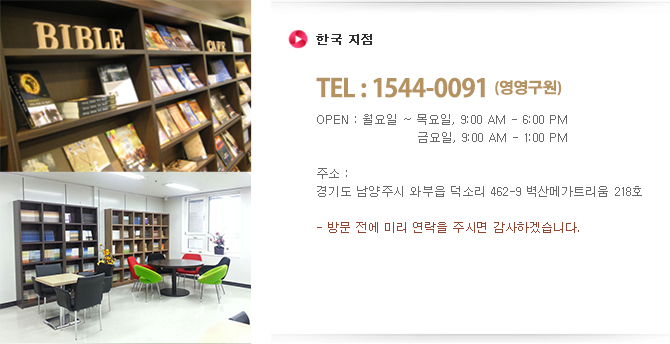 BIBLE
CAFE
한국 지점
TEL : 1544-0091 (영영구원)
OPEN : 월요일 ~ 목요일, 9:00 AM - 6:00 PM
금요일, 9:00 AM - 1:00 PM
주소 :
경기도 남양주시 와부읍 덕소리 462-9 벽산메가트리움 218호
- 방문 전에 미리 연락을 주시면 감사하겠습니다.